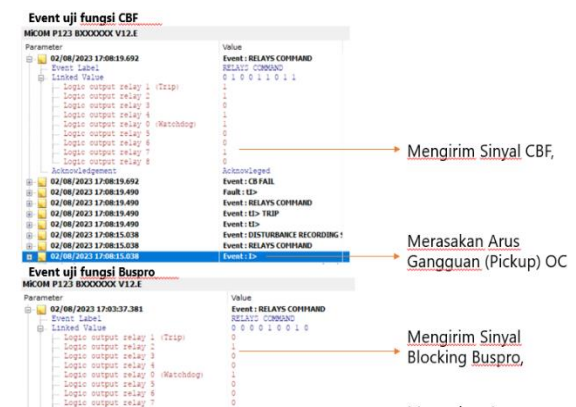 Event uji fungsi CBF
MiCOM P123 BXXXXXX V12.E
Parameter Value
02/08/2023 17:08:19.692 Event : RELAYS COMMAND
Event Label RELAYS COMMAND
Linked Value 0 1 0 0 1 1 0 1 1
Logic output relay 1 (Trip) 1
Logic output relay 2 1
Logic output relay 3 0
Logic output relay 4 1
Logic output relay 0 (Watchdog) 1
Logic output relay 5 0
Logic output relay 6 0
Logic output relay 7 1
Logic output relay 8 0
Acknowledgement Acknowleged
02/08/2023 17:08:19.692 Event : CB FAIL
02/08/2023 17:08:19.490 Fault : tI>
02/08/2023 17:08:19.490 Event : RELAYS COMMAND
02/08/2023 17:08:19.490 Event : tI> TRIP
02/08/2023 17:08:19.490 Event : tI>
02/08/2023 17:08:15.038 Event : DISTURBANCE RECORDING S
02/08/2023 17:08:15.038 Event : RELAYS COMMAND
02/08/2023 17:08:15.038 Event : I>
Mengirim Sinyal CBF,
Merasakan Arus
Gangguan (Pickup) OC
Event uji fungsi Buspro
MiCOM P123 BXXXXXX V12.E
Parameter Value
02/08/2023 17:03:37.381 Event : RELAYS COMMAND
Event Label RELAYS COMMAND
Linked Value 0 0 0 0 1 0 0 1 0
Logic output relay 1 (Trip) 0
Logic output relay 2 1
Logic output relay 3 0
Logic output relay 4 0
Logic output relay 0 (Watchdog) 1
Logic output relay 5 0
Logic output relay 6 0
Logic output relay 7 0
Mengirim Sinyal
Blocking Buspro,